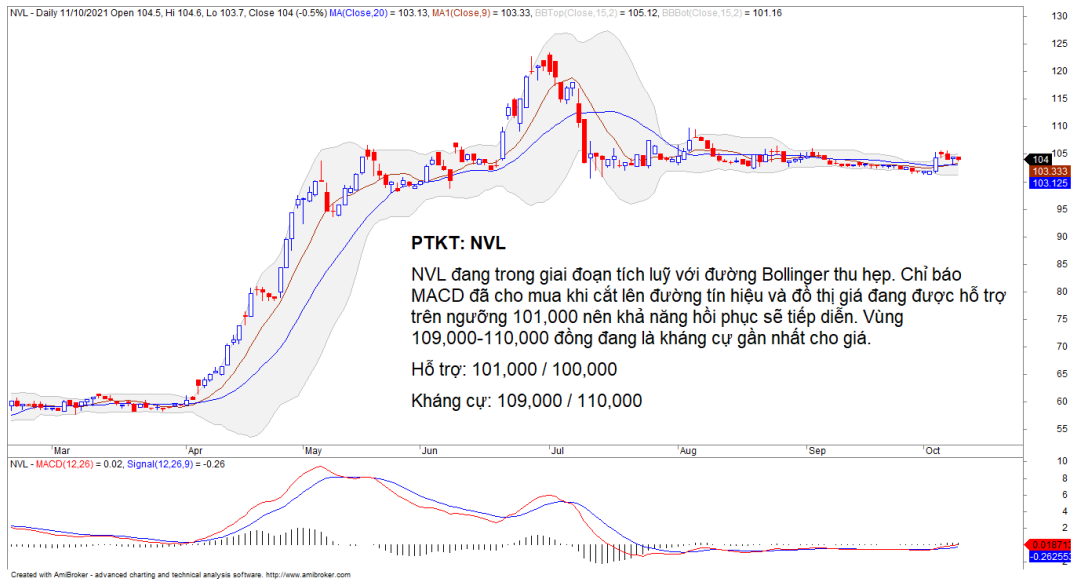 NVL - Daily 11/10/2021 Open 104.5, Hi 104.6, Lo 103.7, Close 104 (-0.5%) MA(Close,20) = 103.13, MA1(Close,9) = 103.33, BBTop(Close,15,2) = 105.12, BBBot(Close,15,2) = 101.16
130
125
120
115
110
105
104
103.333
103.125
95
90
85
80
75
70
65
60
55
PTKT: NVL
NVL đang trong giai đoạn tích luỹ với đường Bollinger thu hẹp. Chỉ báo
MACD đã cho mua khi cắt lên đường tín hiệu và đồ thị giá đang được hỗ trợ
trên ngưỡng 101,000 nên khả năng hồi phục sẽ tiếp diễn. Vùng
109,000-110,000 đồng đang là kháng cự gần nhất cho giá.
Hỗ trợ: 101,000 / 100,000
Kháng cự: 109,000 / 110,000
Mar Apr May Jun Jul Aug Sep Oct
NVL - MACD(12,26) = 0.02, Signal(12,26,9) = -0.26
10
8
6
4
2
-0.262553
Created with AmiBroker - advanced charting and technical analysis software. http://www.amibroker.com